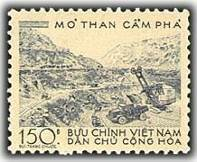 MỎ THAN CẨM PHẢ
150đ BƯU CHÍNH VIỆT NAM
DÂN CHỦ CỘNG HÒA